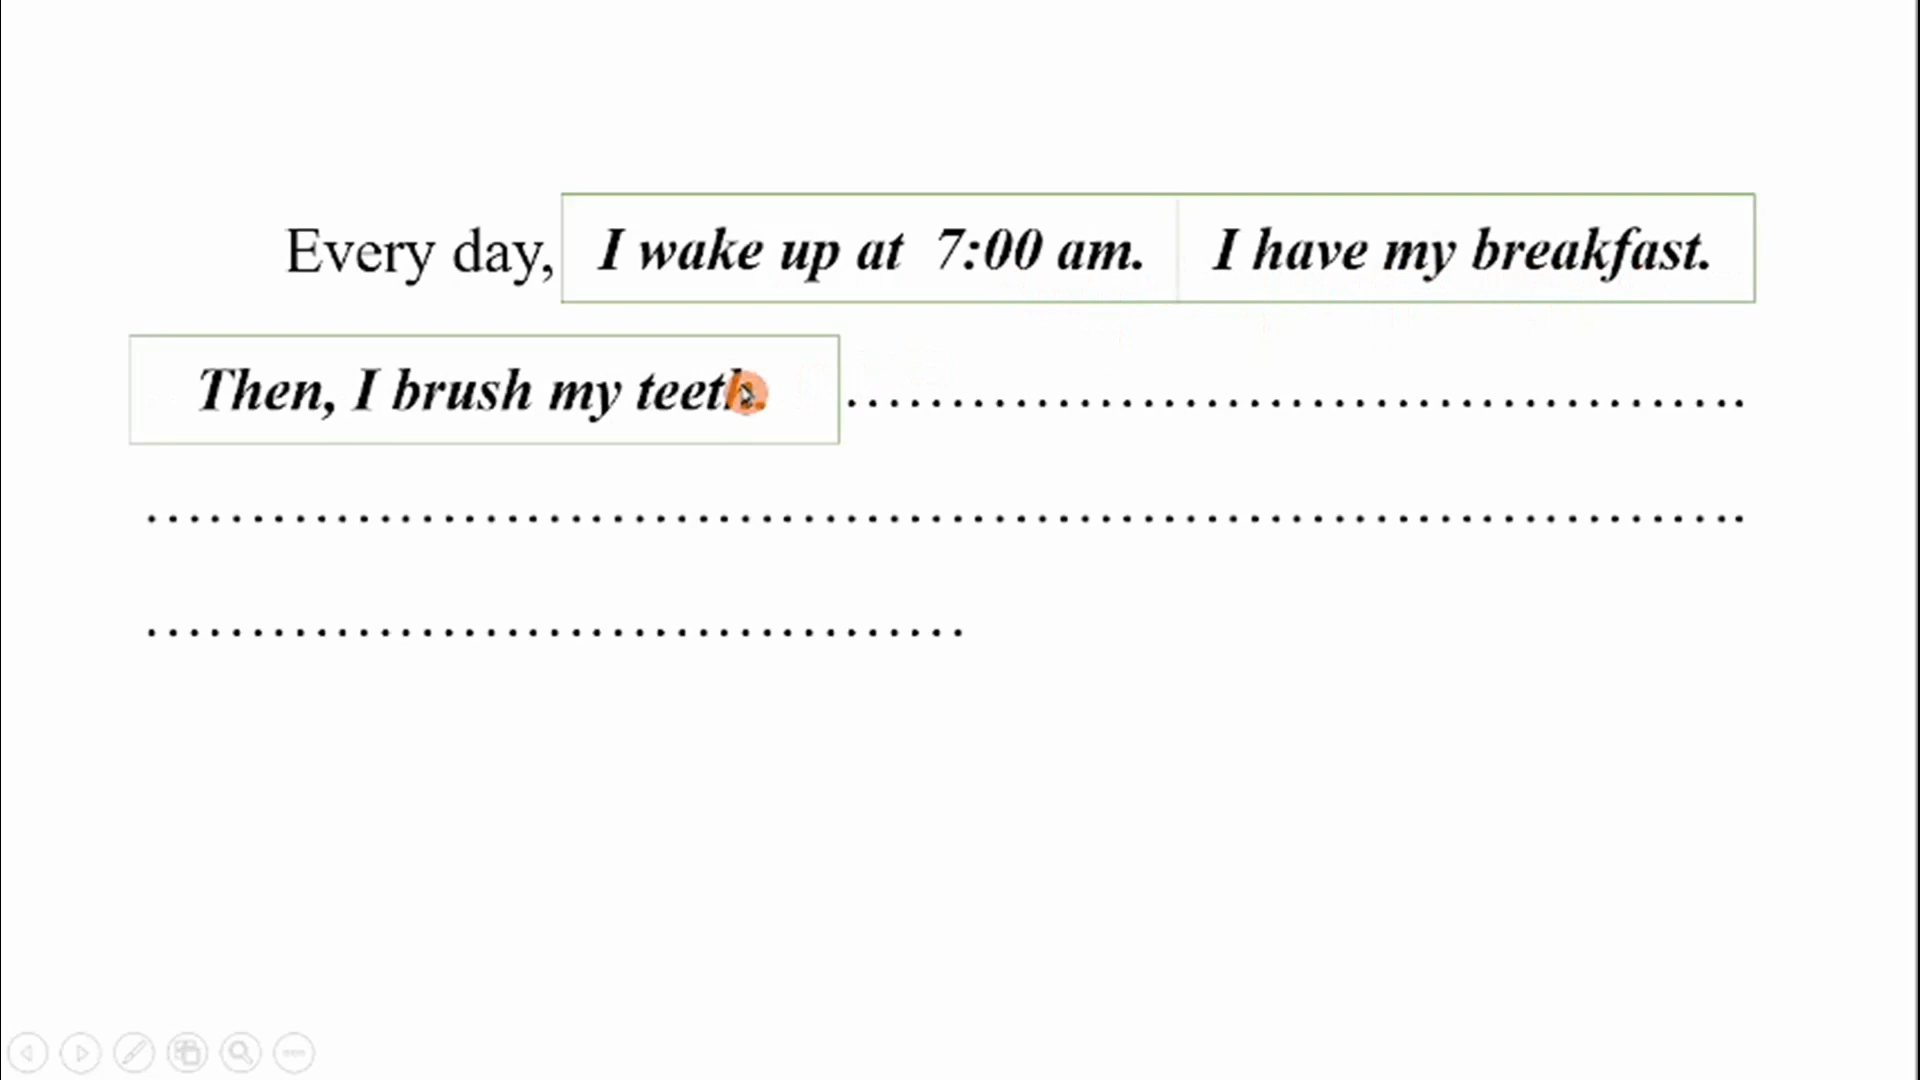 Every day, I wake up at 7:00 am. I have my breakfast.
Then, I brush my teeth. ...........................................
............................................................................
.......................................